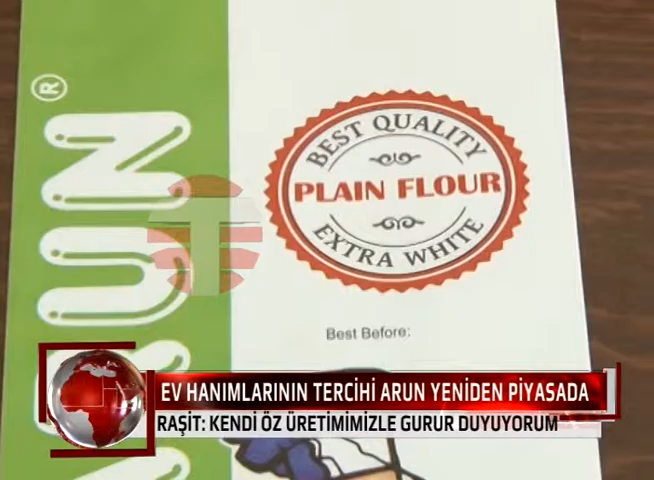 ARUN®
BEST QUALITY
PLAIN FLOUR
EXTRA WHITE
Best Before:
EV HANIMLARININ TERCİHİ ARUN YENİDEN PİYASADA
RAŞİT: KENDİ ÖZ ÜRETİMİMİZLE GURUR DUYUYORUM